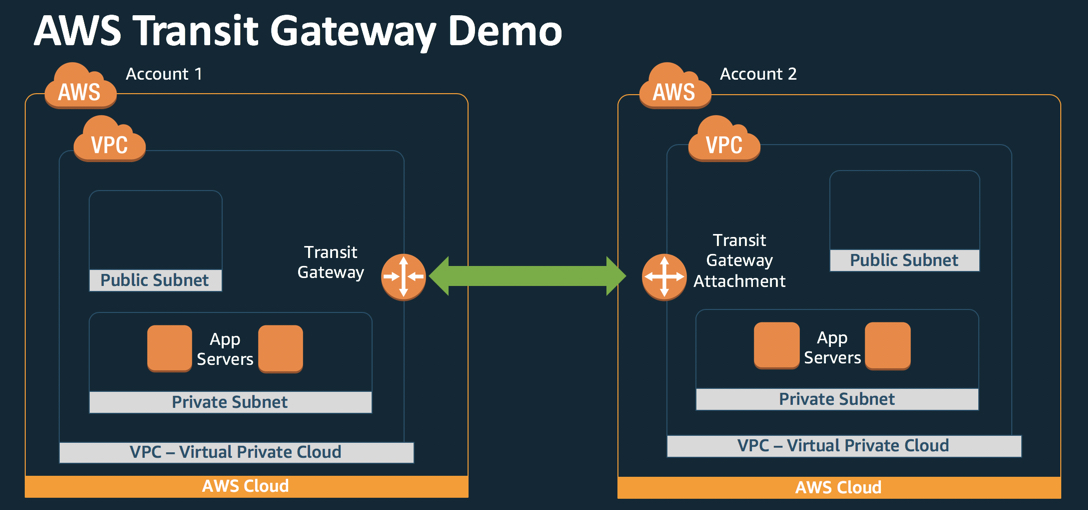 AWS Transit Gateway Demo
AWS
Account 1
VPC
Public Subnet
Transit
Gateway
App
Servers
Private Subnet
VPC – Virtual Private Cloud
AWS Cloud
AWS
Account 2
VPC
Public Subnet
Transit
Gateway
Attachment
App
Servers
Private Subnet
VPC – Virtual Private Cloud
AWS Cloud